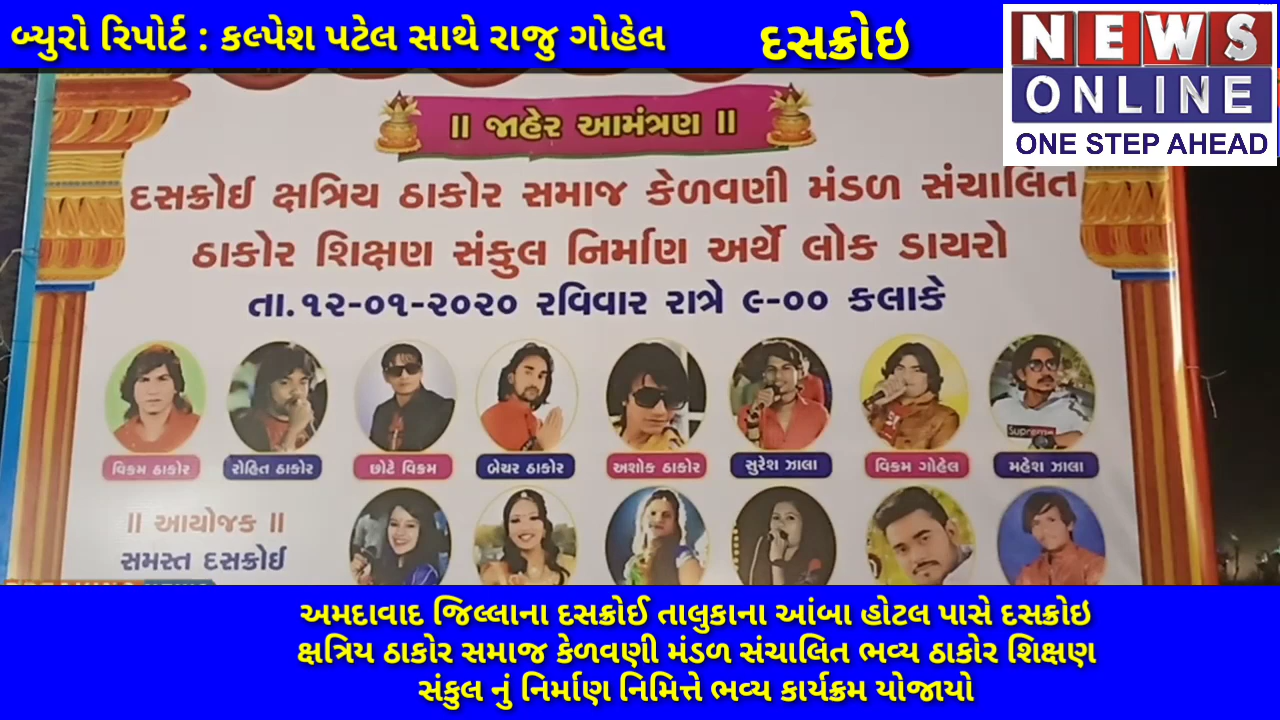 બ્યુરો રિપોર્ટ : કલ્પેશ પટેલ સાથે રાજુ ગોહેલ
દસક્રોઇ
NEWS
ONLINE
ONE STEP AHEAD
॥ જાહેર આમંત્રણ ॥
દસક્રોઈ ક્ષત્રિય ઠાકોર સમાજ કેળવણી મંડળ સંચાલિત
ઠાકોર શિક્ષણ સંકુલ નિર્માણ અર્થે લોક ડાયરો
તા.૧૨-૦૧-૨૦૨૦ રવિવાર રાત્રે ૯-૦૦ કલાકે
વિક્રમ ઠાકોર રોહિત ઠાકોર છોટે વિક્રમ બેચર ઠાકોર અશોક ઠાકોર સુરેશ ઝાલા વિક્રમ ગોહેલ મહેશ ઝાલા
Supreme
॥ આયોજક ॥
સમસ્ત દસક્રોઈ
અમદાવાદ જિલ્લાના દસક્રોઈ તાલુકાના આંબા હોટલ પાસે દસક્રોઇ
ક્ષત્રિય ઠાકોર સમાજ કેળવણી મંડળ સંચાલિત ભવ્ય ઠાકોર શિક્ષણ
સંકુલ નું નિર્માણ નિમિત્તે ભવ્ય કાર્યક્રમ યોજાયો